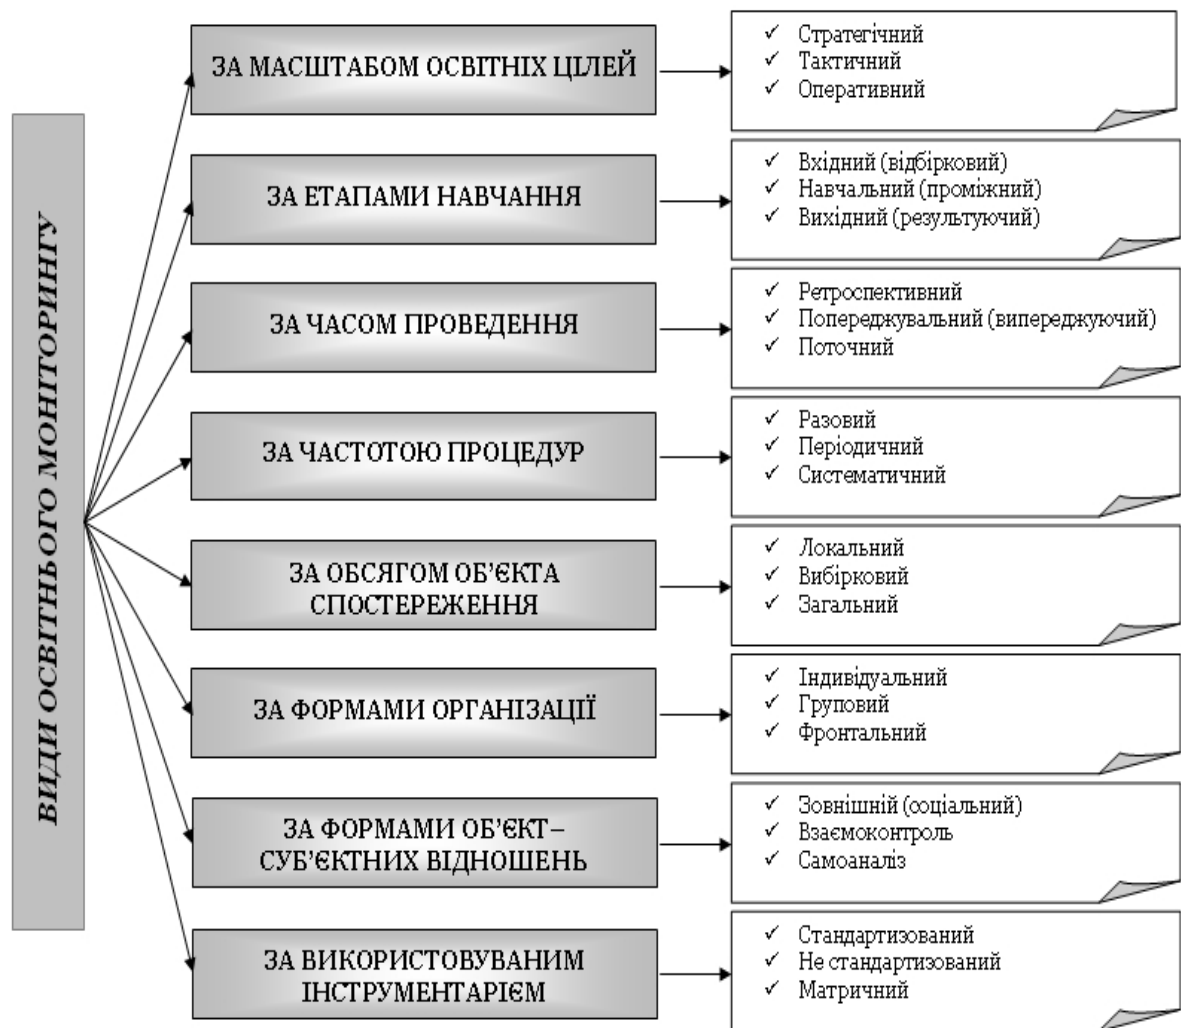 ВИДИ ОСВІТНЬОГО МОНІТОРИНГУ
ЗА МАСШТАБОМ ОСВІТНІХ ЦІЛЕЙ
✓ Стратегічний
✓ Тактичний
✓ Оперативний
ЗА ЕТАПАМИ НАВЧАННЯ
✓ Вхідний (відбірковий)
✓ Навчальний (проміжний)
✓ Вихідний (результуючий)
ЗА ЧАСОМ ПРОВЕДЕННЯ
✓ Ретроспективний
✓ Попереджувальний (випереджуючий)
✓ Поточний
ЗА ЧАСТОТОЮ ПРОЦЕДУР
✓ Разовий
✓ Періодичний
✓ Систематичний
ЗА ОБСЯГОМ ОБ’ЄКТА
СПОСТЕРЕЖЕННЯ
✓ Локальний
✓ Вибірковий
✓ Загальний
ЗА ФОРМАМИ ОРГАНІЗАЦІЇ
✓ Індивідуальний
✓ Груповий
✓ Фронтальний
ЗА ФОРМАМИ ОБ’ЄКТ–
СУБ’ЄКТНИХ ВІДНОШЕНЬ
✓ Зовнішній (соціальний)
✓ Взаємоконтроль
✓ Самоаналіз
ЗА ВИКОРИСТОВУВАНИМ
ІНСТРУМЕНТАРІЄМ
✓ Стандартизований
✓ Не стандартизований
✓ Матричний